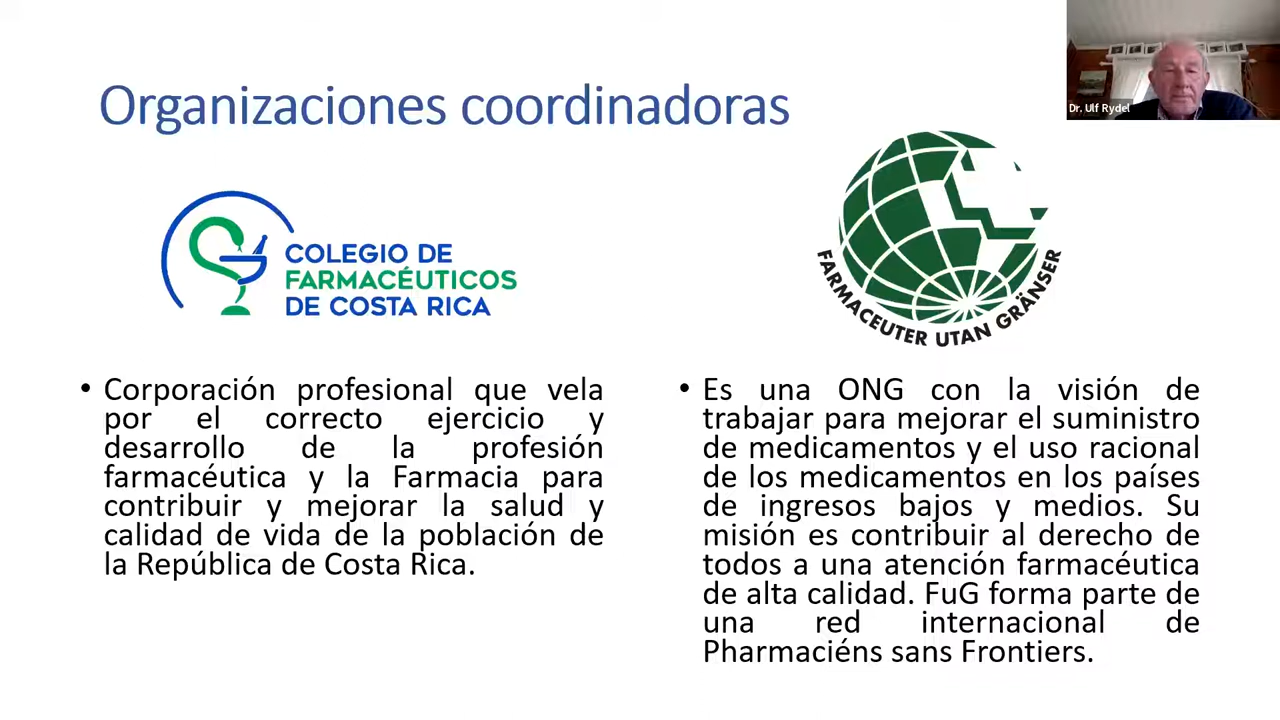 Organizaciones coordinadoras
Dr. Ulf Rydel
COLEGIO DE
FARMACÉUTICOS
DE COSTA RICA
FARMACEUTER UTAN GRÄNSER
• Corporación profesional que vela
por el correcto ejercicio y
desarrollo de la profesión
farmacéutica y la Farmacia para
contribuir y mejorar la salud y
calidad de vida de la población de
la República de Costa Rica.
• Es una ONG con la visión de
trabajar para mejorar el suministro
de medicamentos y el uso racional
de los medicamentos en los países
de ingresos bajos y medios. Su
misión es contribuir al derecho de
todos a una atención farmacéutica
de alta calidad. FuG forma parte de
una red internacional de
Pharmaciéns sans Frontiers.